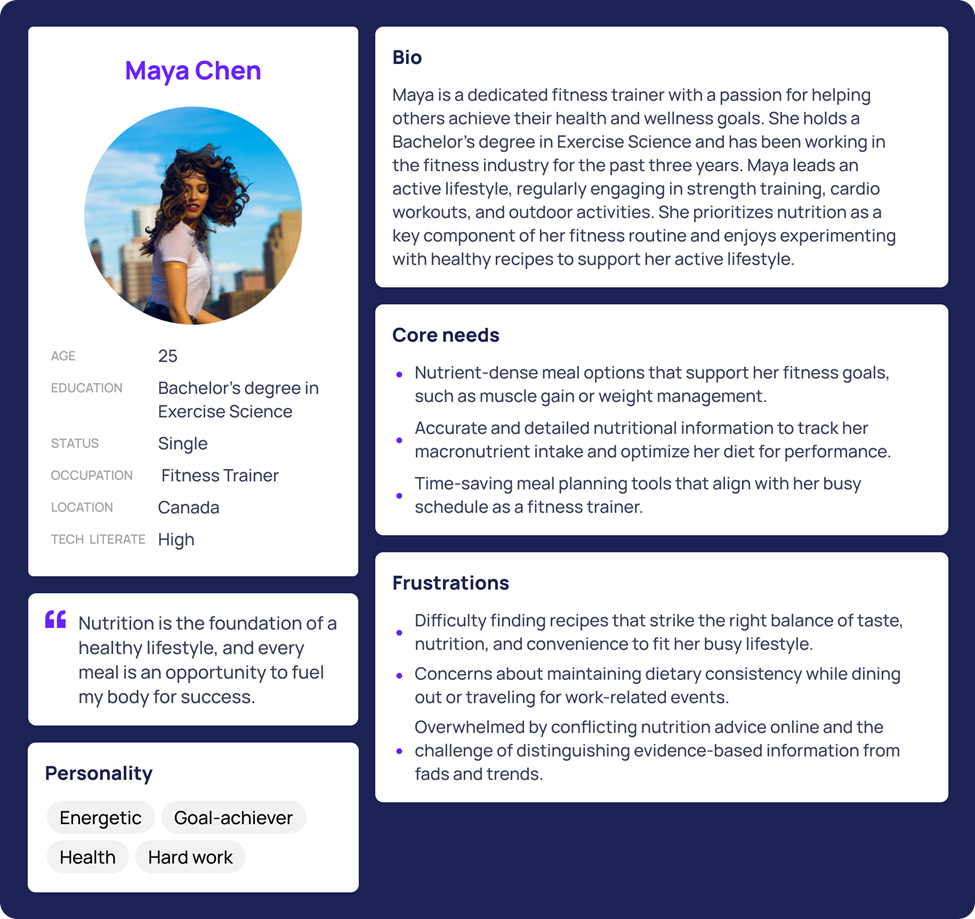 Maya Chen
AGE 25
EDUCATION Bachelor's degree in
Exercise Science
STATUS Single
OCCUPATION Fitness Trainer
LOCATION Canada
TECH LITERATE High
“ Nutrition is the foundation of a
healthy lifestyle, and every
meal is an opportunity to fuel
my body for success.
Personality
Energetic Goal-achiever
Health Hard work
Bio
Maya is a dedicated fitness trainer with a passion for helping
others achieve their health and wellness goals. She holds a
Bachelor's degree in Exercise Science and has been working in
the fitness industry for the past three years. Maya leads an
active lifestyle, regularly engaging in strength training, cardio
workouts, and outdoor activities. She prioritizes nutrition as a
key component of her fitness routine and enjoys experimenting
with healthy recipes to support her active lifestyle.
Core needs
• Nutrient-dense meal options that support her fitness goals,
such as muscle gain or weight management.
• Accurate and detailed nutritional information to track her
macronutrient intake and optimize her diet for performance.
• Time-saving meal planning tools that align with her busy
schedule as a fitness trainer.
Frustrations
• Difficulty finding recipes that strike the right balance of taste,
nutrition, and convenience to fit her busy lifestyle.
• Concerns about maintaining dietary consistency while dining
out or traveling for work-related events.
• Overwhelmed by conflicting nutrition advice online and the
challenge of distinguishing evidence-based information from
fads and trends.